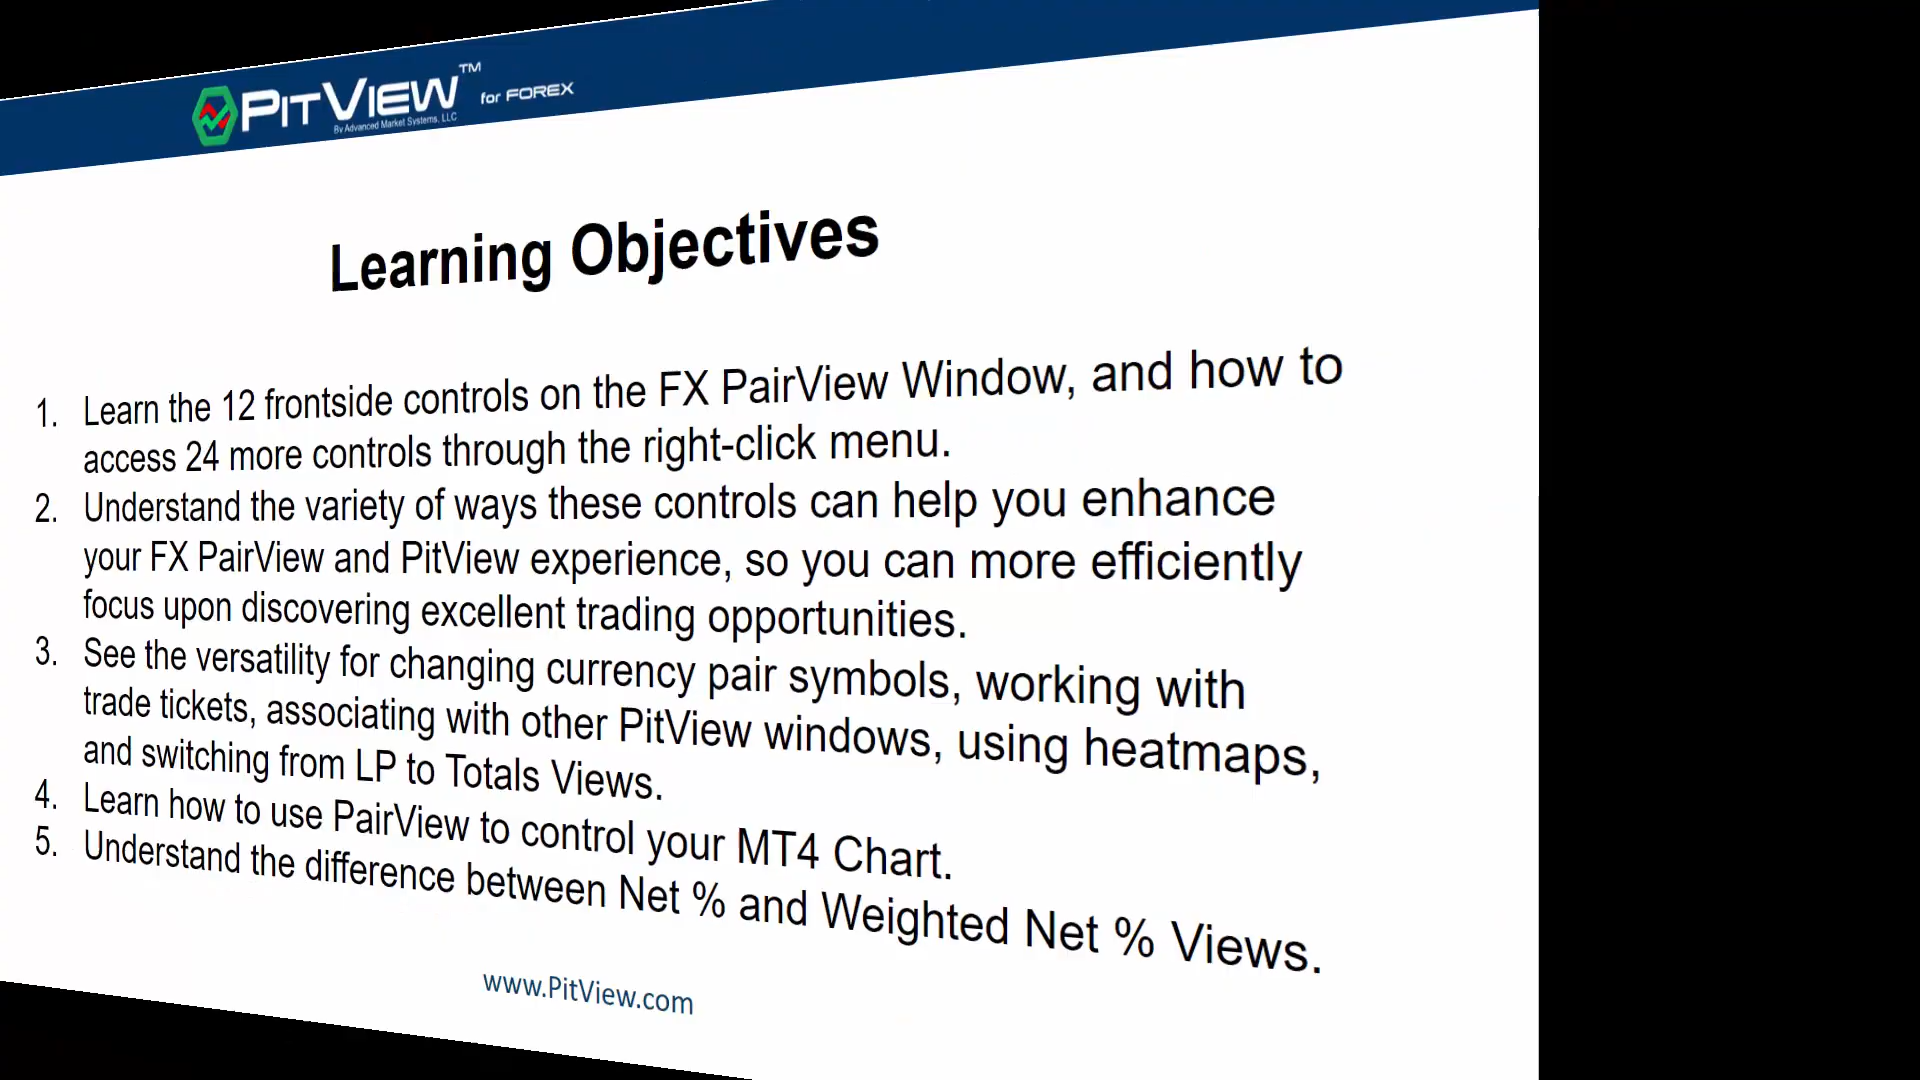 PITVIEW™ for FOREX
By Advanced Market Systems, LLC
Learning Objectives
1. Learn the 12 frontside controls on the FX PairView Window, and how to
access 24 more controls through the right-click menu.
2. Understand the variety of ways these controls can help you enhance
your FX PairView and PitView experience, so you can more efficiently
focus upon discovering excellent trading opportunities.
3. See the versatility for changing currency pair symbols, working with
trade tickets, associating with other PitView windows, using heatmaps,
and switching from LP to Totals Views.
4. Learn how to use PairView to control your MT4 Chart.
5. Understand the difference between Net % and Weighted Net % Views.
www.PitView.com